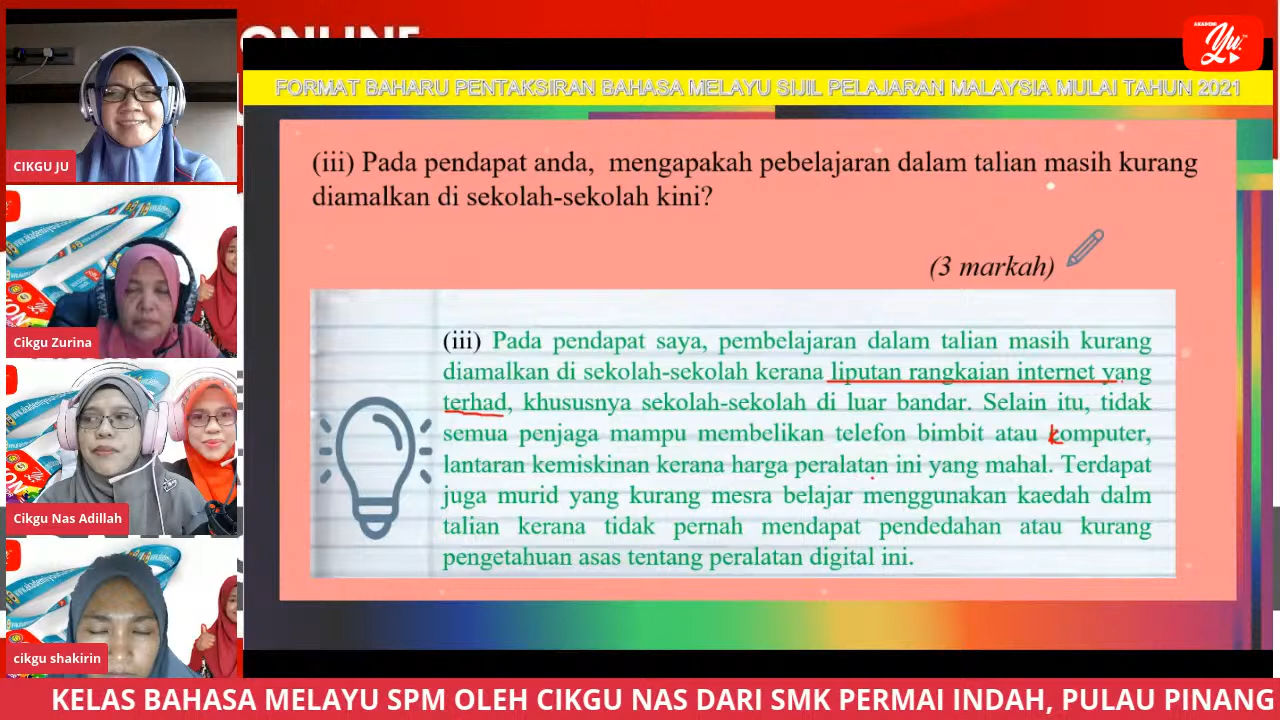 ONLINE
AKADEMI
Yu.
FORMAT BAHARU PENTAKSIRAN BAHASA MELAYU SIJIL PELAJARAN MALAYSIA MULAI TAHUN 2021
(iii) Pada pendapat anda, mengapakah pebelajaran dalam talian masih kurang
diamalkan di sekolah-sekolah kini?
(3 markah)
(iii) Pada pendapat saya, pembelajaran dalam talian masih kurang
diamalkan di sekolah-sekolah kerana liputan rangkaian internet yang
terhad, khususnya sekolah-sekolah di luar bandar. Selain itu, tidak
semua penjaga mampu membelikan telefon bimbit atau komputer,
lantaran kemiskinan kerana harga peralatan ini yang mahal. Terdapat
juga murid yang kurang mesra belajar menggunakan kaedah dalm
talian kerana tidak pernah mendapat pendedahan atau kurang
pengetahuan asas tentang peralatan digital ini.
CIKGU JU
Cikgu Zurina
Cikgu Nas Adillah
cikgu shakirin
KELAS BAHASA MELAYU SPM OLEH CIKGU NAS DARI SMK PERMAI INDAH, PULAU PINANG